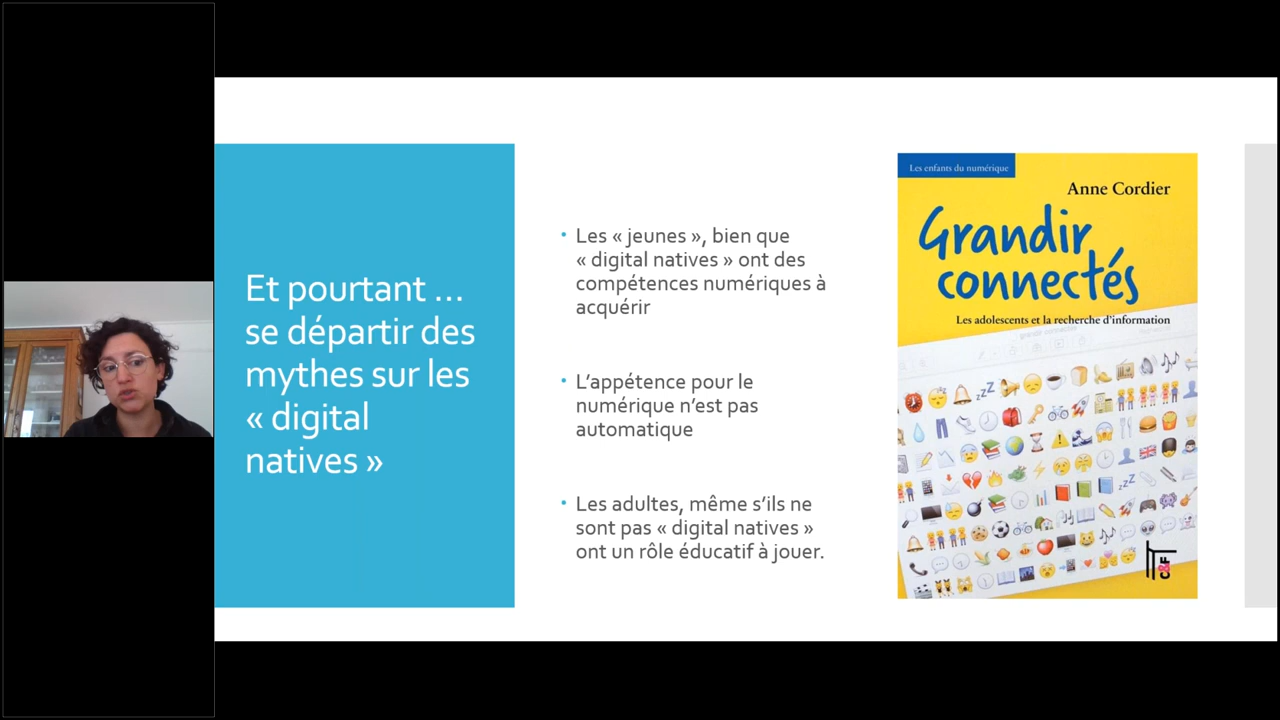 Et pourtant ...
se départir des
mythes sur les
« digital
natives »
Les « jeunes », bien que
« digital natives » ont des
compétences numériques à
acquérir
L'appétence pour le
numérique n'est pas
automatique
Les adultes, même s'ils ne
sont pas « digital natives »
ont un rôle éducatif à jouer.
Les enfants du numérique
Anne Cordier
Grandir
connectés
Les adolescents et la recherche d'information
grandir connectés
C&F